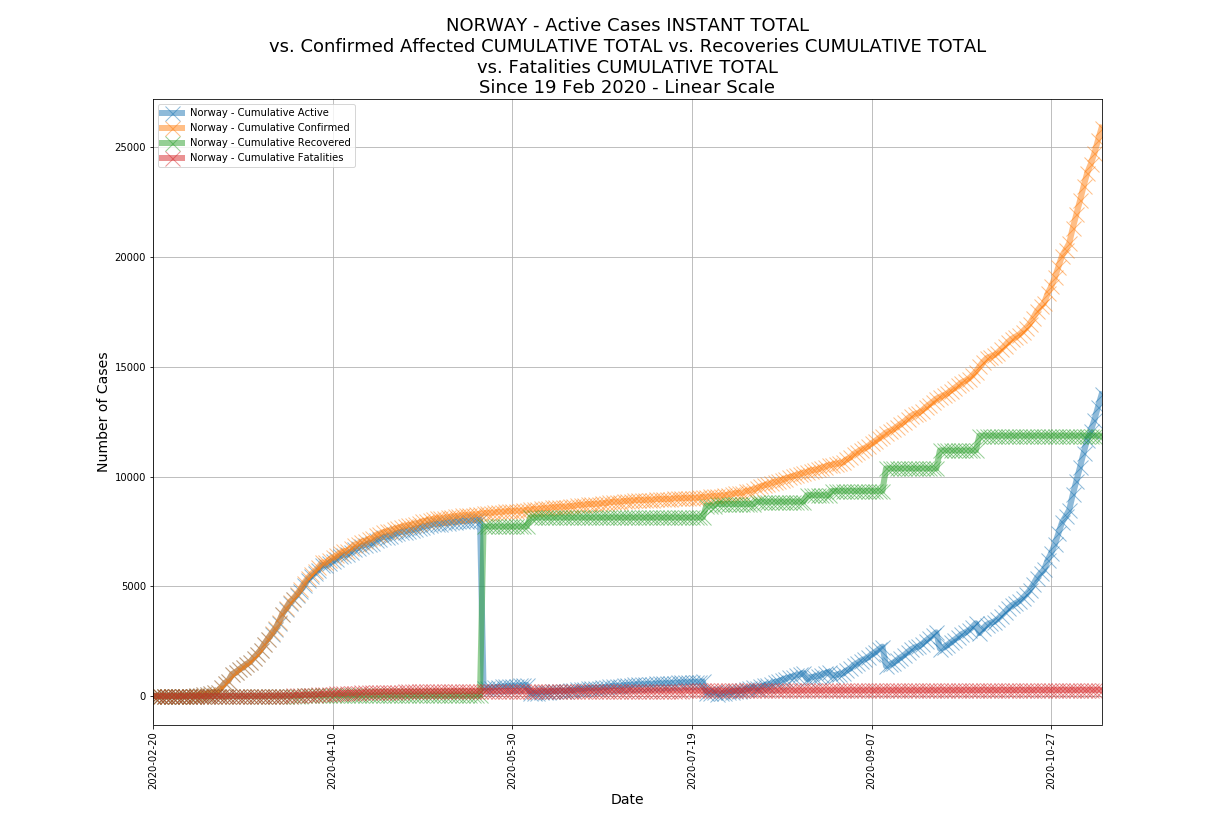 NORWAY - Active Cases INSTANT TOTAL
vs. Confirmed Affected CUMULATIVE TOTAL vs. Recoveries CUMULATIVE TOTAL
vs. Fatalities CUMULATIVE TOTAL
Since 19 Feb 2020 - Linear Scale
Norway - Cumulative Active
Norway - Cumulative Confirmed
Norway - Cumulative Recovered
Norway - Cumulative Fatalities
Number of Cases
25000
20000
15000
10000
5000
0
2020-02-20
2020-04-10
2020-05-30
2020-07-19
2020-09-07
2020-10-27
Date